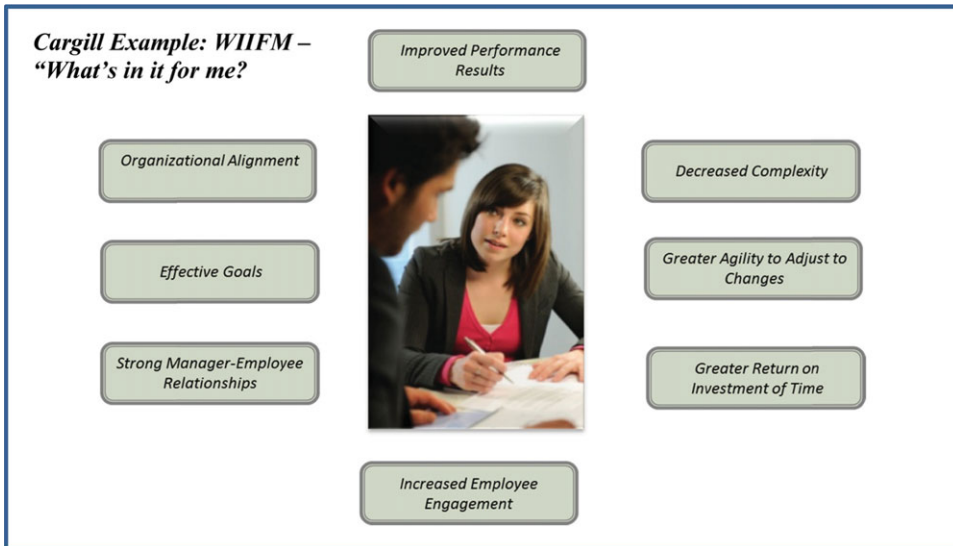 Cargill Example: WIIFM –
“What’s in it for me?
Improved Performance
Results
Organizational Alignment
Decreased Complexity
Effective Goals
Greater Agility to Adjust to
Changes
Strong Manager-Employee
Relationships
Greater Return on
Investment of Time
Increased Employee
Engagement